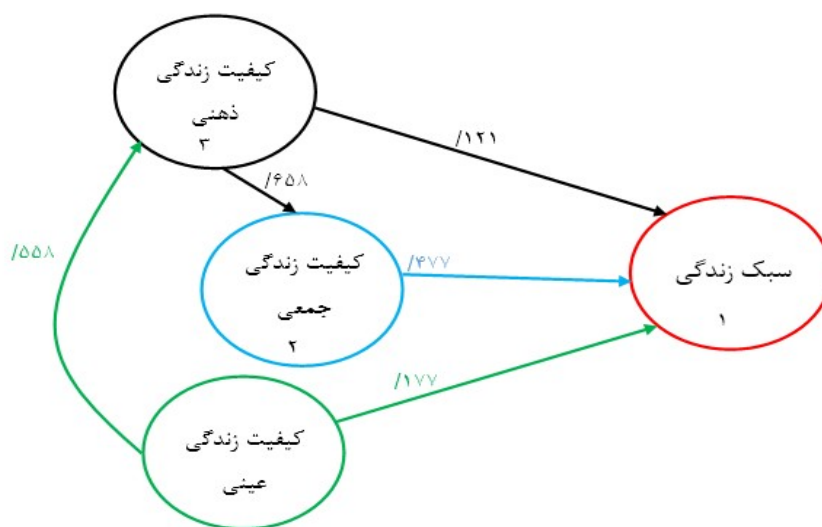 کیفیت زندگی
ذهنی
۳
/۱۲۱
/۶۵۸
/۵۵۸
کیفیت زندگی
جمعی
۲
/۴۷۷
سبک زندگی
۱
/۱۷۷
کیفیت زندگی
عینی